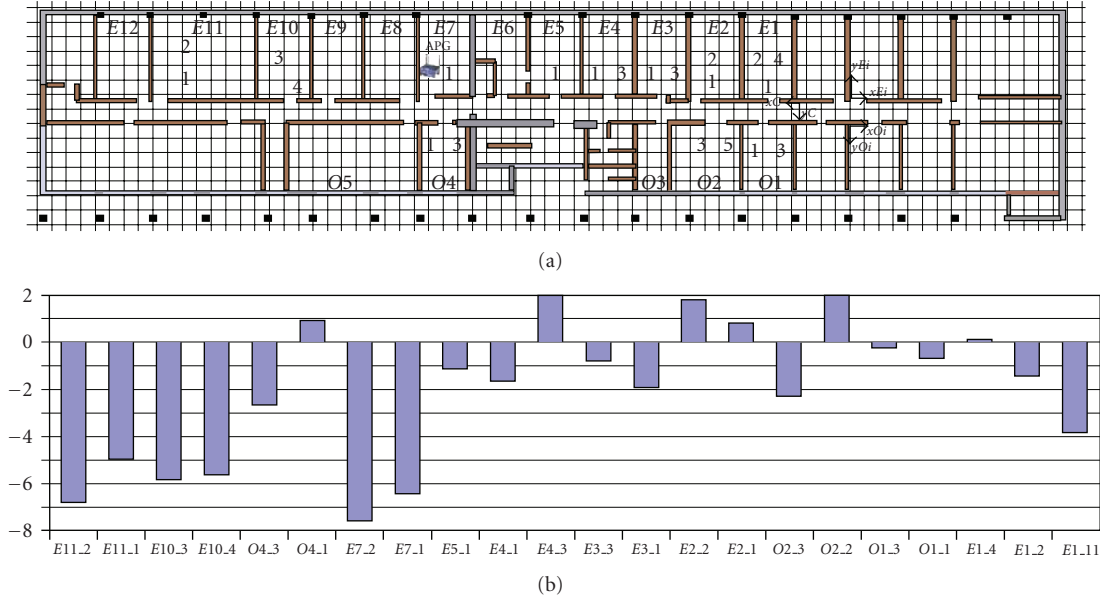 E12 E11 E10 E9 E8 E7 E6 E5 E4 E3 E2 E1
APG
2 3 2 2 4
1 4 1 1 1 3 1 3 1 1
yEi
xEi
xC
yC
xOi
yOi
1 3 3 5 1 3
O5 O4 O3 O2 O1
(a)
2
0
−2
−4
−6
−8
E11_2 E11_1 E10_3 E10_4 O4_3 O4_1 E7_2 E7_1 E5_1 E4_1 E4_3 E3_3 E3_1 E2_2 E2_1 O2_3 O2_2 O1_3 O1_1 E1_4 E1_2 E1_11
(b)